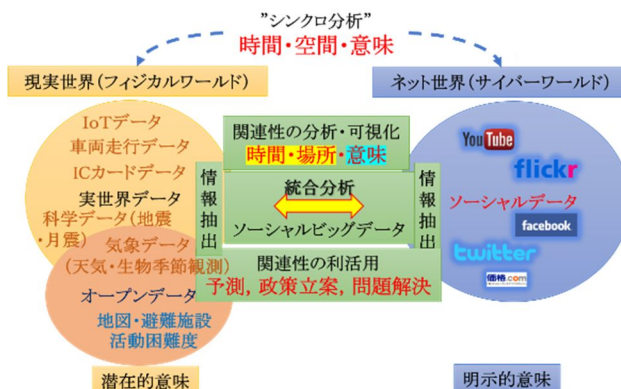 ”シンクロ分析”
時間・空間・意味
現実世界（フィジカルワールド）
ネット世界（サイバーワールド）
IoTデータ
車両走行データ
ICカードデータ
実世界データ
科学データ(地震
・月震)
気象データ
(天気・生物季節観測)
オープンデータ
地図・避難施設
活動困難度
潜在的意味
情報抽出
関連性の分析・可視化
時間・場所・意味
統合分析
ソーシャルビッグデータ
関連性の利活用
予測, 政策立案, 問題解決
情報抽出
YouTube
flickr
ソーシャルデータ
facebook
twitter
価格.com
明示的意味